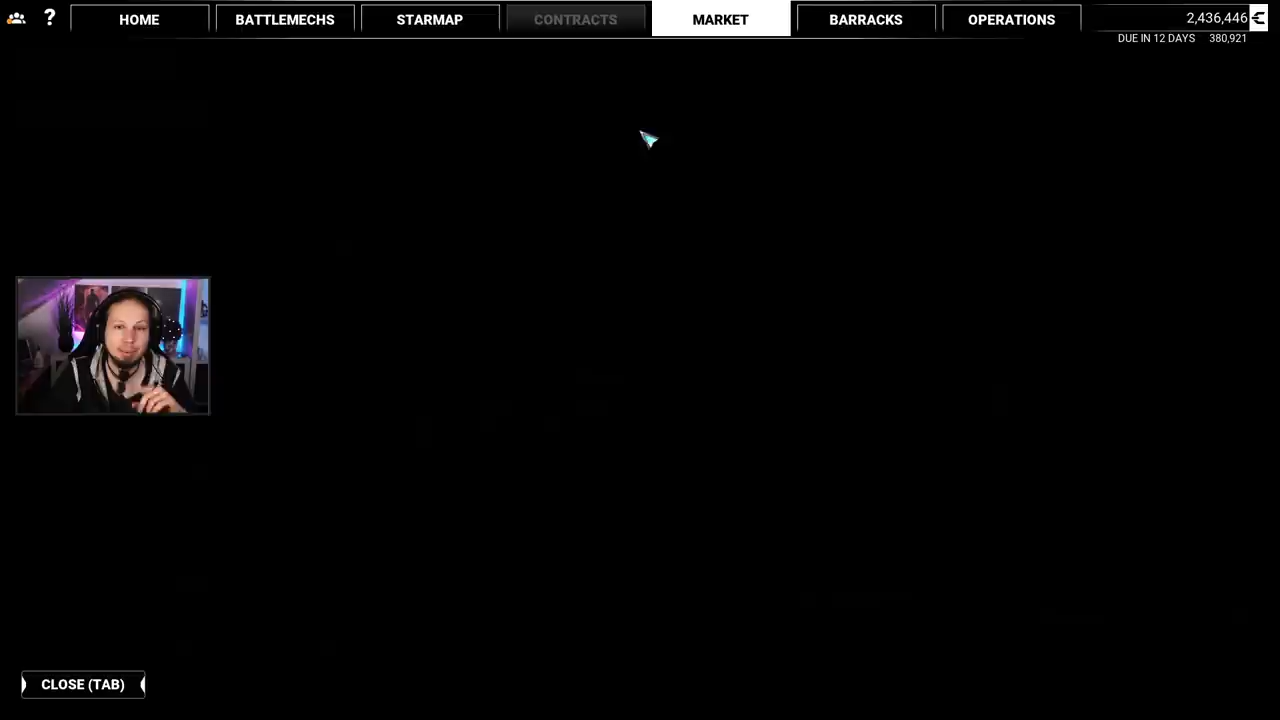 ? HOME BATTLEMECHS STARMAP CONTRACTS MARKET BARRACKS OPERATIONS 2,436,446
DUE IN 12 DAYS 380,921
CLOSE (TAB)